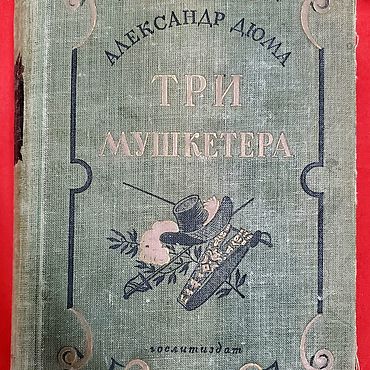 АЛЕКСАНДР ДЮМА
ТРИ
МУШКЕТЕРА
гослитиздат